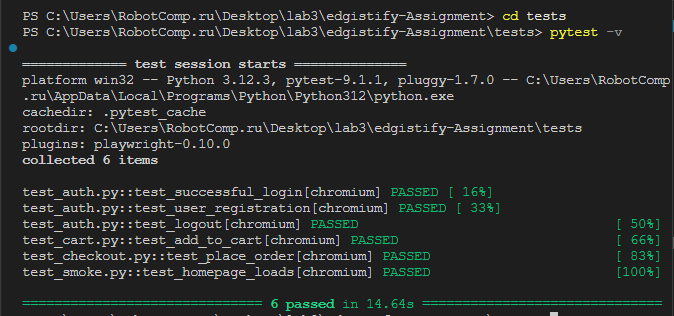 PS C:\Users\RobotComp.ru\Desktop\lab3\edgistify-Assignment> cd tests
PS C:\Users\RobotComp.ru\Desktop\lab3\edgistify-Assignment\tests> pytest -v
============= test session starts ==============
platform win32 -- Python 3.12.3, pytest-9.1.1, pluggy-1.7.0 -- C:\Users\RobotComp
.ru\AppData\Local\Programs\Python\Python312\python.exe
cachedir: .pytest_cache
rootdir: C:\Users\RobotComp.ru\Desktop\lab3\edgistify-Assignment\tests
plugins: playwright-0.10.0
collected 6 items
test_auth.py::test_successful_login[chromium] PASSED [ 16%]
test_auth.py::test_user_registration[chromium] PASSED [ 33%]
test_auth.py::test_logout[chromium] PASSED [ 50%]
test_cart.py::test_add_to_cart[chromium] PASSED [ 66%]
test_checkout.py::test_place_order[chromium] PASSED [ 83%]
test_smoke.py::test_homepage_loads[chromium] PASSED [100%]
============================== 6 passed in 14.64s ==============================